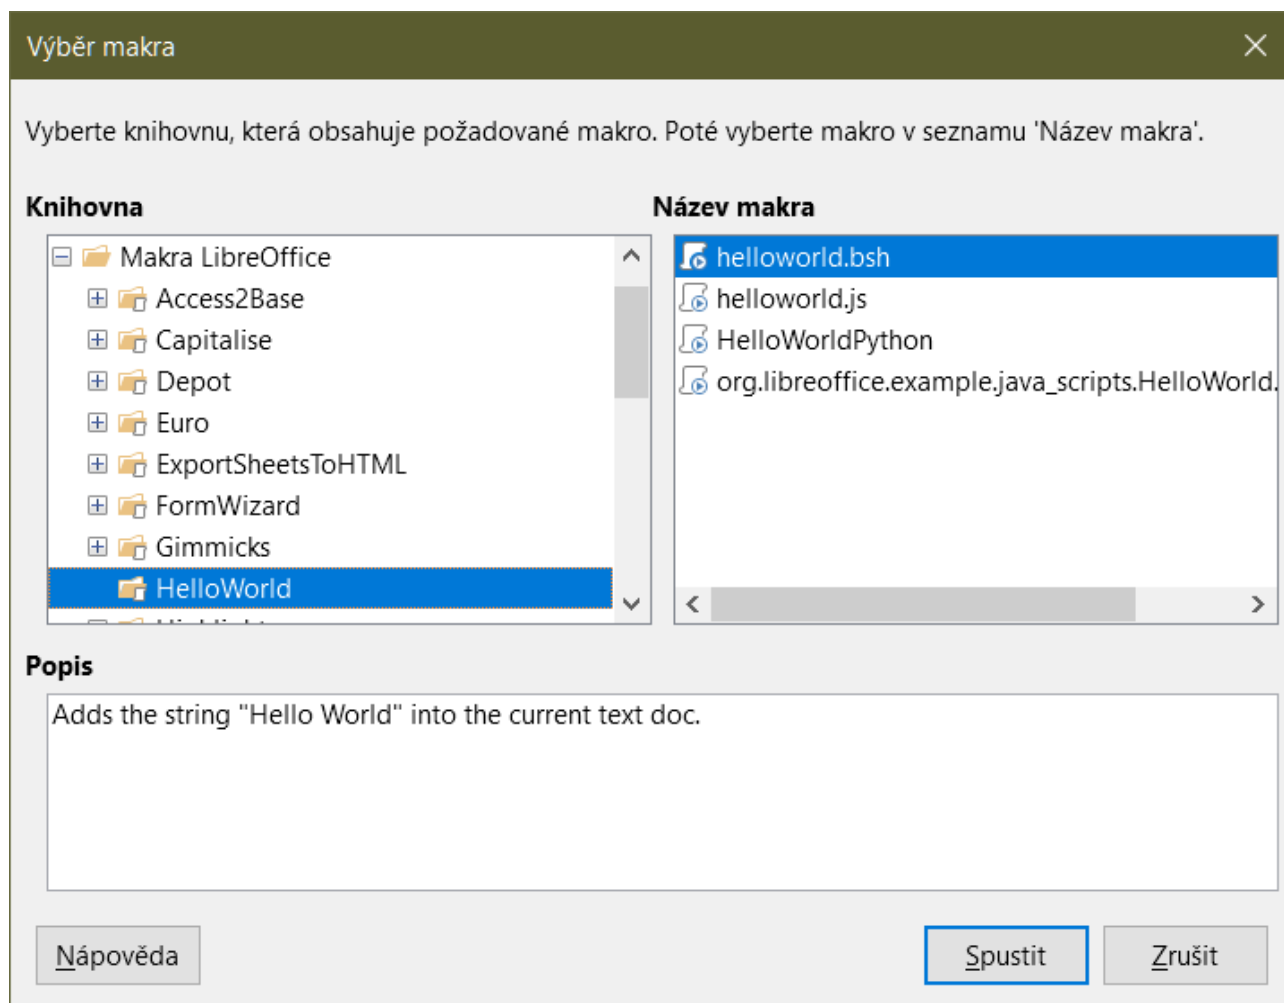 Výběr makra
Vyberte knihovnu, která obsahuje požadované makro. Poté vyberte makro v seznamu 'Název makra'.
Knihovna
Makra LibreOffice
Access2Base
Capitalise
Depot
Euro
ExportSheetsToHTML
FormWizard
Gimmicks
HelloWorld
Název makra
helloworld.bsh
helloworld.js
HelloWorldPython
org.libreoffice.example.java_scripts.HelloWorld.
Popis
Adds the string "Hello World" into the current text doc.
Nápověda
Spustit
Zrušit